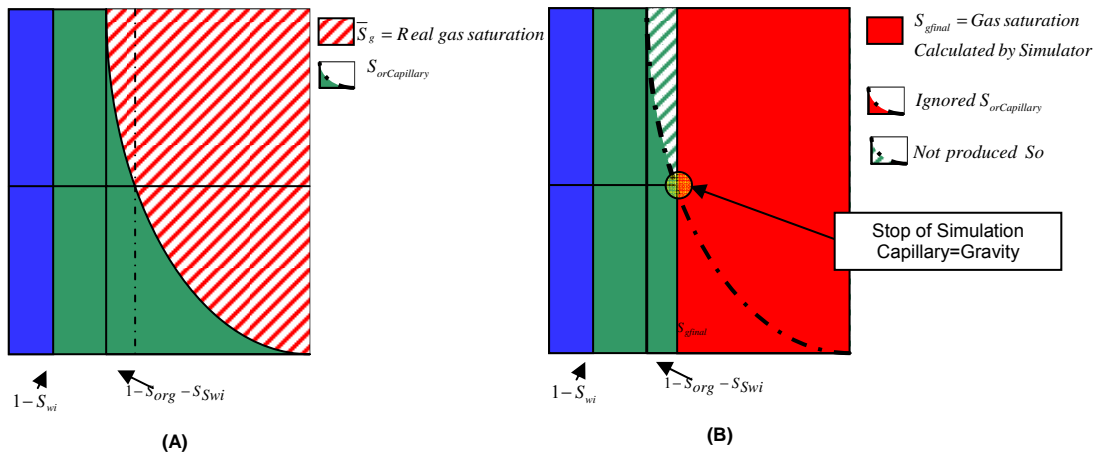 S̅g = Real gas saturation
SorCapillary
1−Swi
1−Sorg−SSwi
(A)
Sgfinal = Gas saturation
Calculated by Simulator
Ignored SorCapillary
Not produced So
Stop of Simulation
Capillary=Gravity
Sgfinal
1−Swi
1−Sorg−SSwi
(B)